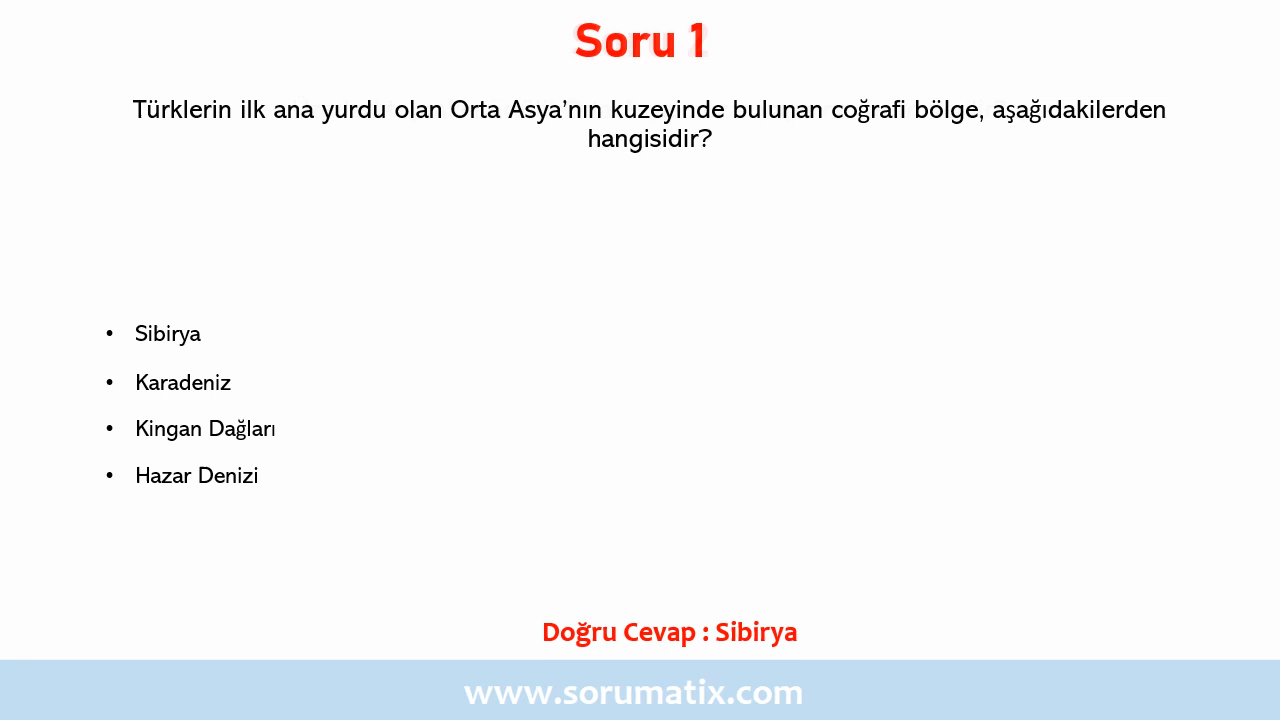 Soru 1
Türklerin ilk ana yurdu olan Orta Asya’nın kuzeyinde bulunan coğrafi bölge, aşağıdakilerden
hangisidir?
• Sibirya
• Karadeniz
• Kingan Dağları
• Hazar Denizi
Doğru Cevap : Sibirya
www.sorumatix.com